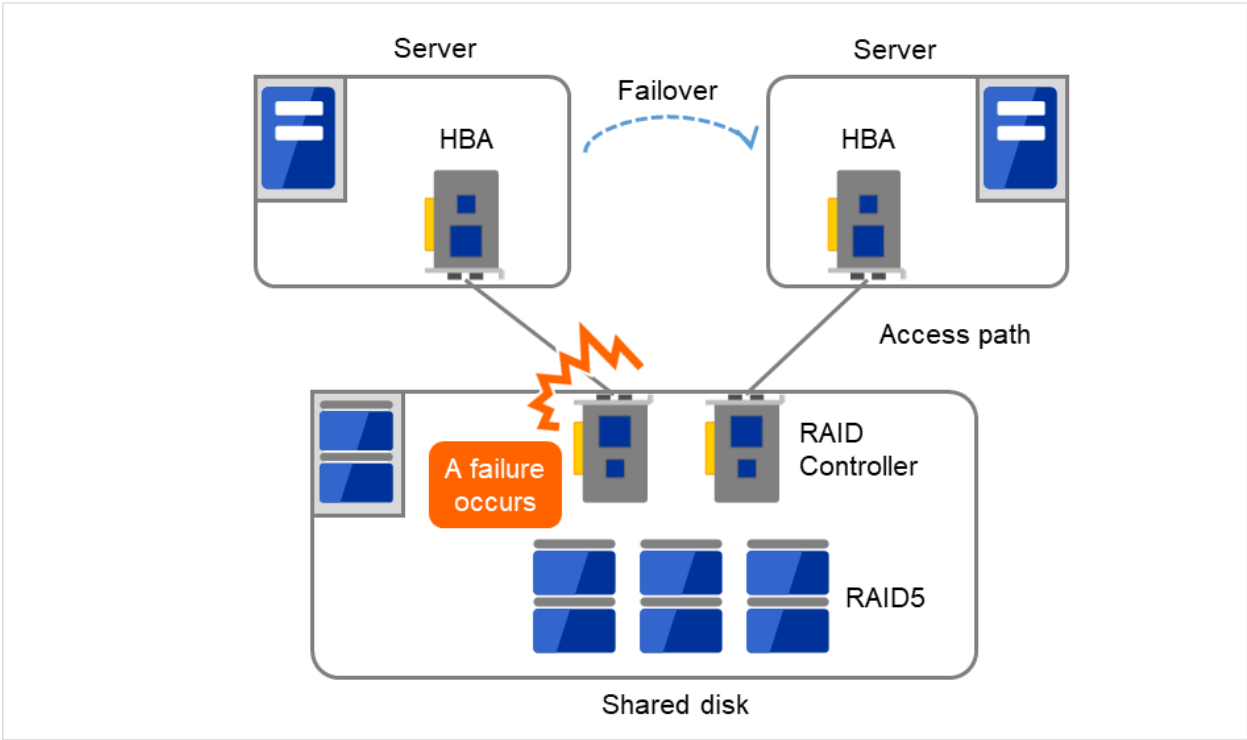 Server
Server
Failover
HBA
HBA
Access path
RAID
Controller
A failure
occurs
RAID5
Shared disk